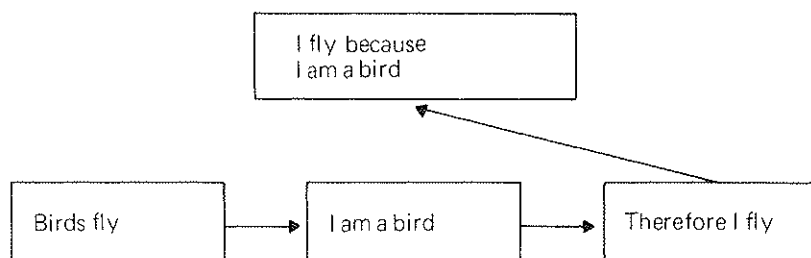 I fly because
I am a bird
Birds fly
I am a bird
Therefore I fly